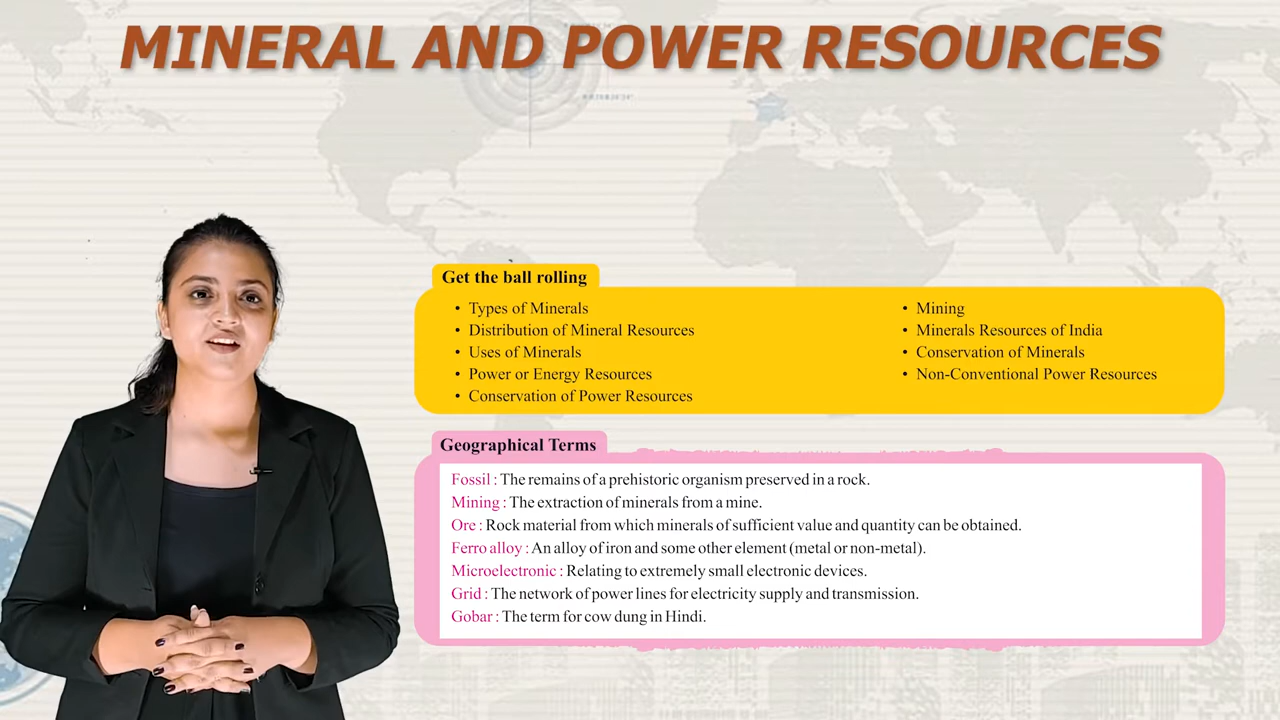 MINERAL AND POWER RESOURCES
Get the ball rolling
• Types of Minerals
• Distribution of Mineral Resources
• Uses of Minerals
• Power or Energy Resources
• Conservation of Power Resources
• Mining
• Minerals Resources of India
• Conservation of Minerals
• Non-Conventional Power Resources
Geographical Terms
Fossil : The remains of a prehistoric organism preserved in a rock.
Mining : The extraction of minerals from a mine.
Ore : Rock material from which minerals of sufficient value and quantity can be obtained.
Ferro alloy : An alloy of iron and some other element (metal or non-metal).
Microelectronic : Relating to extremely small electronic devices.
Grid : The network of power lines for electricity supply and transmission.
Gobar : The term for cow dung in Hindi.